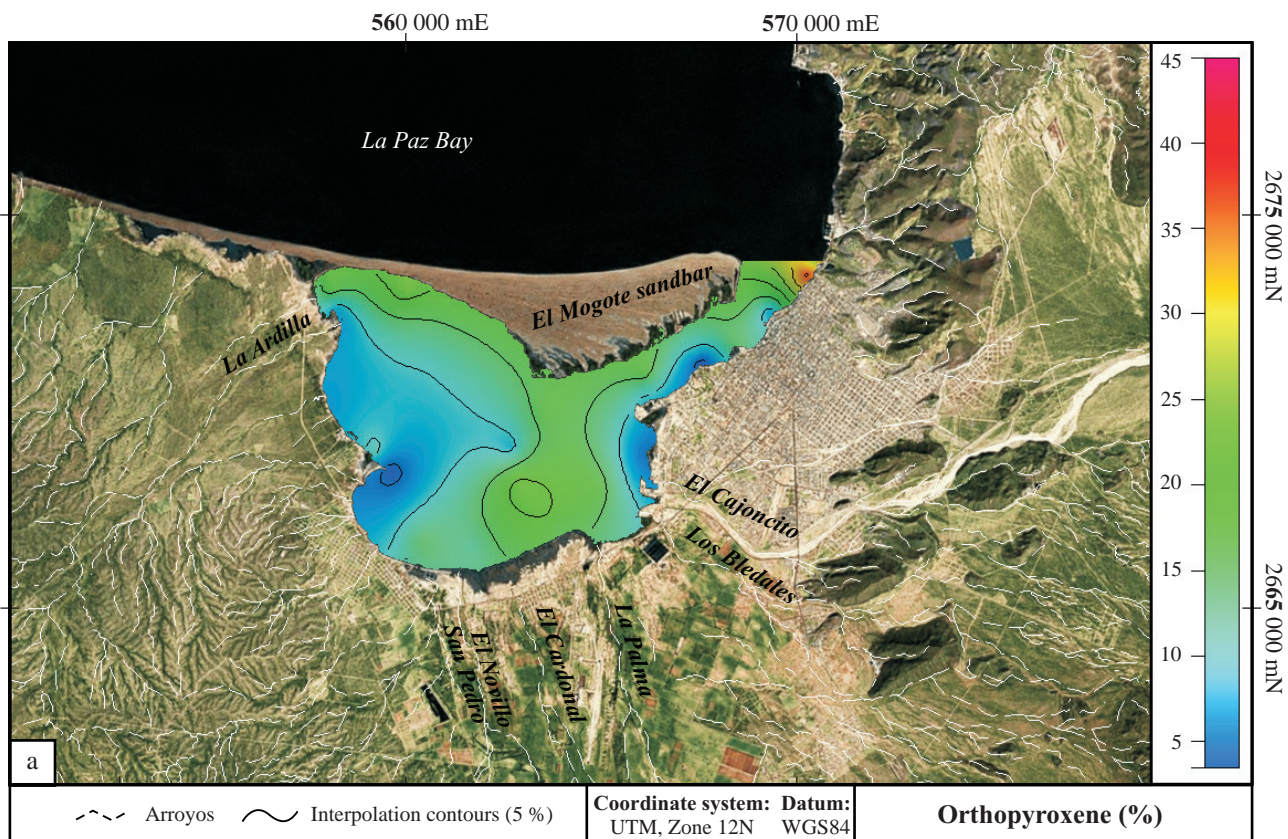 560 000 mE
570 000 mE
La Paz Bay
El Mogote sandbar
La Ardilla
El Cajoncito
Los Bledales
San Pedro
El Novillo
El Cardonal
La Palma
45
40
35
30
25
20
15
10
5
2675 000 mN
2665 000 mN
a
Arroyos
Interpolation contours (5 %)
Coordinate system: Datum:
UTM, Zone 12N WGS84
Orthopyroxene (%)